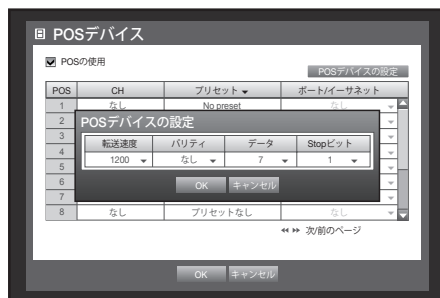 POSデバイス
POSの使用
POSデバイスの設定
POS CH プリセット ポート/イーサネット
1 なし No preset なし
2
POSデバイスの設定
3
転送速度 パリティ データ Stopビット
4
1200 なし 7 1
5
6
OK キャンセル
7
8 なし プリセットなし なし
次/前のページ
OK キャンセル